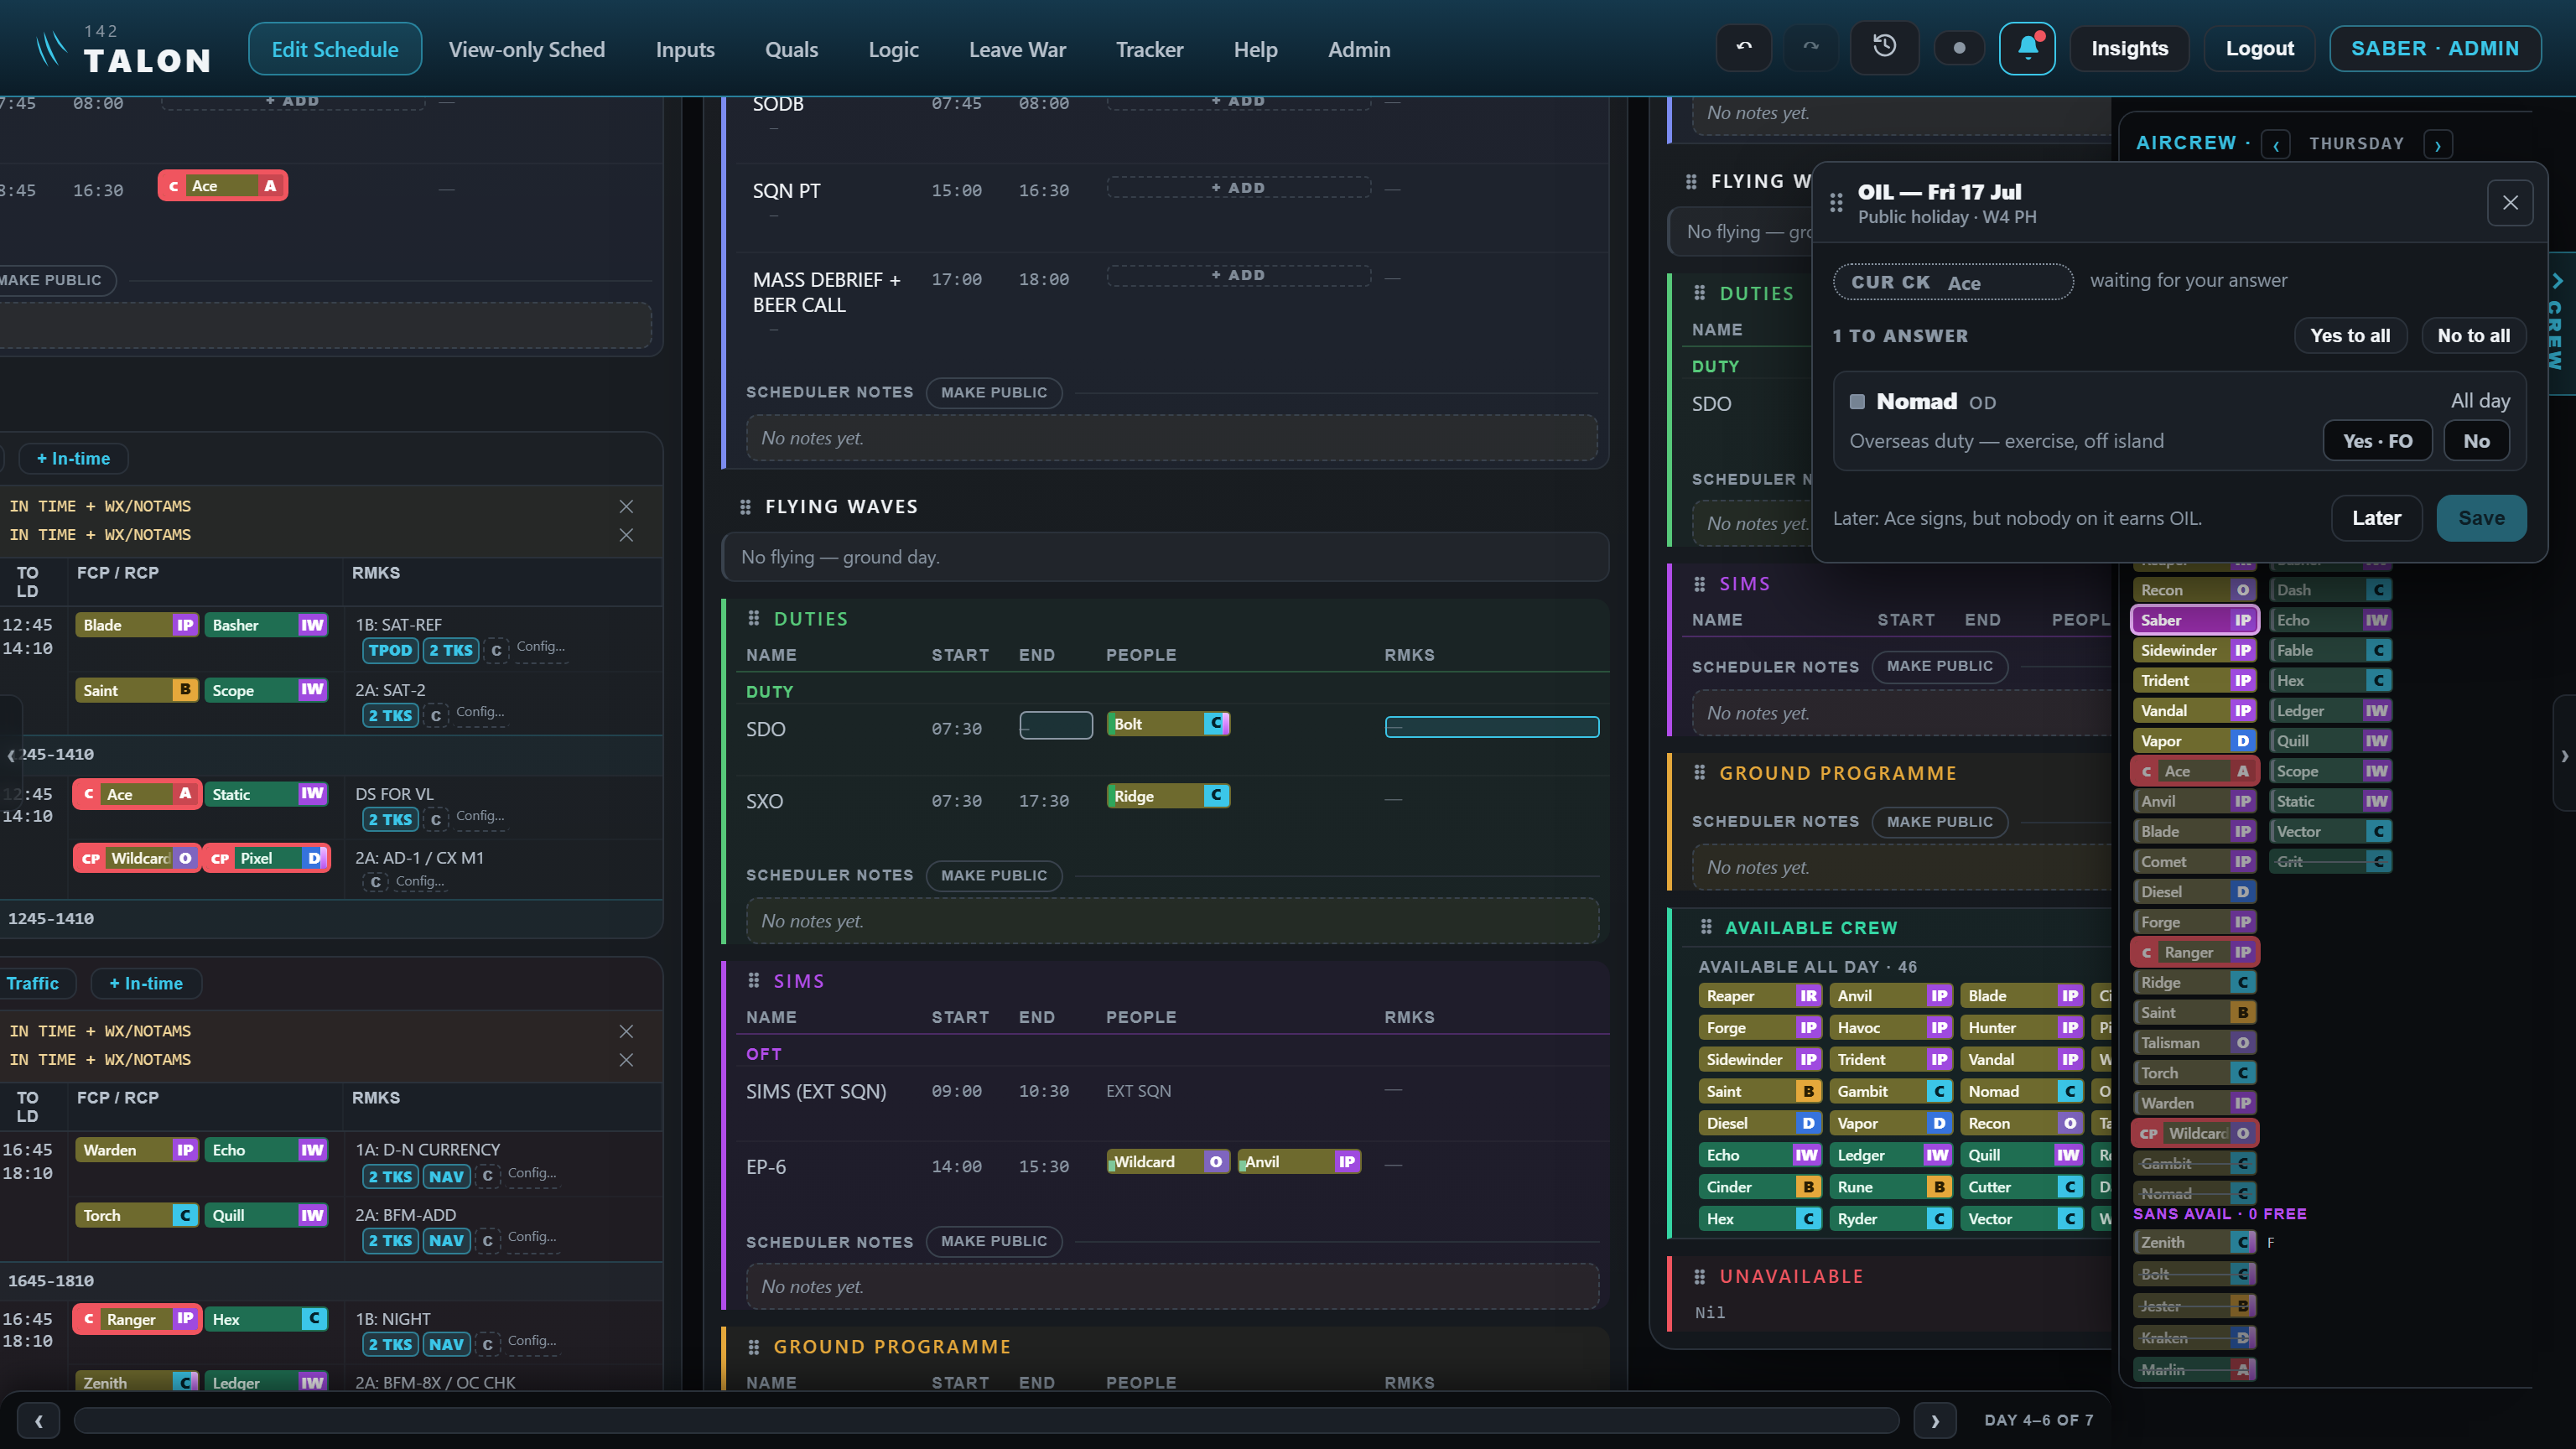 142
TALON
Edit Schedule
View-only Sched
Inputs
Quals
Logic
Leave War
Tracker
Help
Admin
Insights
Logout
SABER · ADMIN
7:45 08:00 + ADD —
8:45 16:30 C Ace A —
MAKE PUBLIC
+ In-time
IN TIME + WX/NOTAMS
IN TIME + WX/NOTAMS
TO
LD
FCP / RCP
RMKS
12:45
14:10
Blade IP Basher IW
1B: SAT-REF
TPOD 2 TKS C Config...
Saint B Scope IW
2A: SAT-2
2 TKS C Config...
1245-1410
12:45
14:10
C Ace A Static IW
DS FOR VL
2 TKS C Config...
CP Wildcard O CP Pixel D
2A: AD-1 / CX M1
C Config...
1245-1410
Traffic
+ In-time
IN TIME + WX/NOTAMS
IN TIME + WX/NOTAMS
TO
LD
FCP / RCP
RMKS
16:45
18:10
Warden IP Echo IW
1A: D-N CURRENCY
2 TKS NAV C Config...
Torch C Quill IW
2A: BFM-ADD
2 TKS NAV C Config...
1645-1810
16:45
18:10
C Ranger IP Hex C
1B: NIGHT
2 TKS NAV C Config...
Zenith C Ledger IW
2A: BFM-8X / OC CHK
SODB 07:45 08:00 + ADD —
—
SQN PT 15:00 16:30 + ADD —
—
MASS DEBRIEF +
BEER CALL
17:00 18:00 + ADD —
—
SCHEDULER NOTES MAKE PUBLIC
No notes yet.
FLYING WAVES
No flying — ground day.
DUTIES
NAME START END PEOPLE RMKS
DUTY
SDO 07:30 — Bolt C —
SXO 07:30 17:30 Ridge C —
SCHEDULER NOTES MAKE PUBLIC
No notes yet.
SIMS
NAME START END PEOPLE RMKS
OFT
SIMS (EXT SQN) 09:00 10:30 EXT SQN —
EP-6 14:00 15:30 Wildcard O Anvil IP —
SCHEDULER NOTES MAKE PUBLIC
No notes yet.
GROUND PROGRAMME
NAME START END PEOPLE RMKS
No notes yet.
FLYING W
No flying — gro
DUTIES
NAME
DUTY
SDO
SCHEDULER N
No notes yet.
SIMS
NAME START END PEOPL
SCHEDULER NOTES MAKE PUBLIC
No notes yet.
GROUND PROGRAMME
SCHEDULER NOTES MAKE PUBLIC
No notes yet.
AVAILABLE CREW
AVAILABLE ALL DAY · 46
Reaper IR Anvil IP Blade IP Ci
Forge IP Havoc IP Hunter IP Pi
Sidewinder IP Trident IP Vandal IP W
Saint B Gambit C Nomad C O
Diesel D Vapor D Recon O Ta
Echo IW Ledger IW Quill IW Re
Cinder B Rune B Cutter C D
Hex C Ryder C Vector C W
UNAVAILABLE
Nil
AIRCREW · ‹ THURSDAY ›
OIL — Fri 17 Jul
Public holiday · W4 PH
CUR CK Ace waiting for your answer
1 TO ANSWER Yes to all No to all
Nomad OD All day
Overseas duty — exercise, off island Yes · FO No
Later: Ace signs, but nobody on it earns OIL. Later Save
CREW
Recon O Dash C
Saber IP Echo IW
Sidewinder IP Fable C
Trident IP Hex C
Vandal IP Ledger IW
Vapor D Quill IW
C Ace A Scope IW
Anvil IP Static IW
Blade IP Vector C
Comet IP Grit C
Diesel D
Forge IP
C Ranger IP
Ridge C
Saint B
Talisman O
Torch C
Warden IP
CP Wildcard O
Gambit C
Nomad C
SANS AVAIL · 0 FREE
Zenith C F
Bolt C
Jester B
Kraken D
Marlin A
DAY 4–6 OF 7